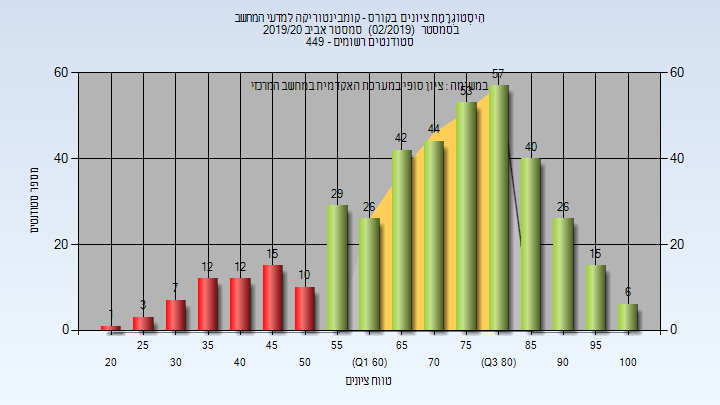 היסטוגרמת ציונים בקורס - קומבינטוריקה למדעי המחשב
בסמסטר (02/2019) סמסטר אביב 2019/20
סטודנטים רשומים - 449
במשימה : ציון סופי במערכת האקדמית במחשב המרכזי
60 60
40 40
20 20
0 0
מספר סטודנטים
1 3 7 12 12 15 10 29 26 42 44 53 57 40 26 15 6
25 35 45 55 65 75 85 95
20 30 40 50 (Q1 60) 70 (Q3 80) 90 100
טווח ציונים